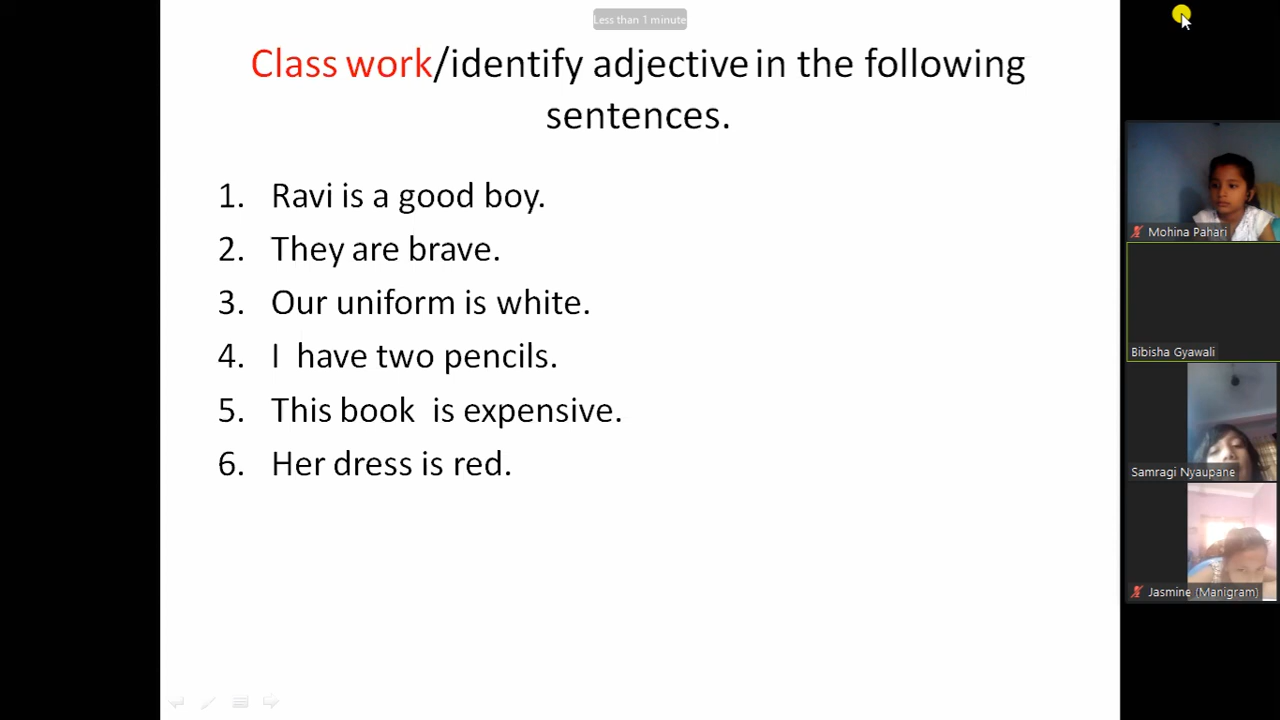 Less than 1 minute
Class work/identify adjective in the following
sentences.
1. Ravi is a good boy.
2. They are brave.
3. Our uniform is white.
4. I have two pencils.
5. This book is expensive.
6. Her dress is red.
Mohina Pahari
Bibisha Gyawali
Samragi Nyaupane
Jasmine (Manigram)